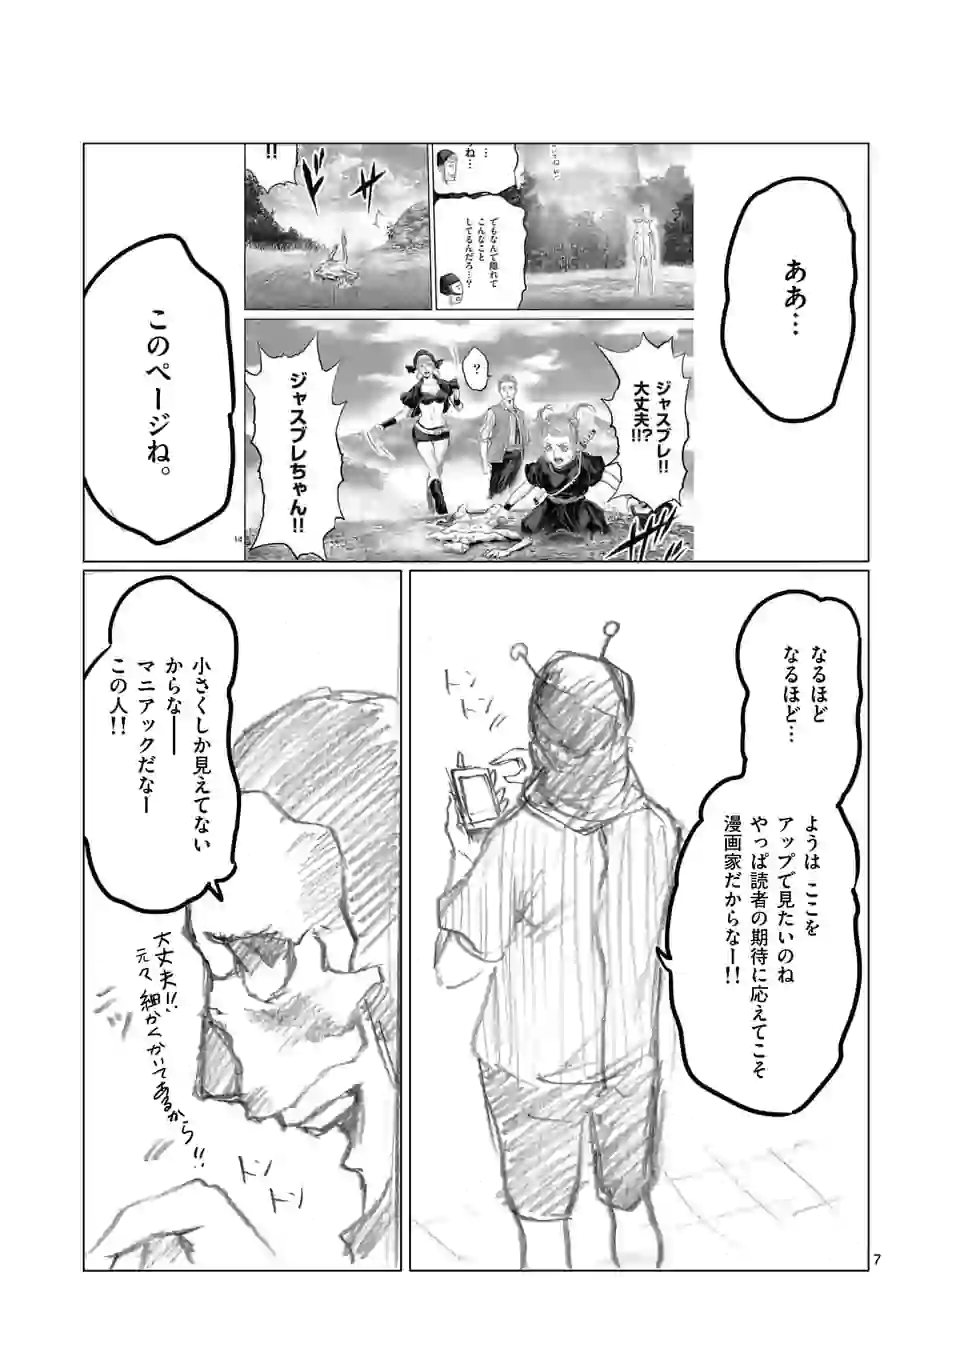 ああ…
…
ね…
でもなんで隠れて
こんなこと
してるんだろ…?
!!
ドサ
ジャスブレ!!
大丈夫!!?
?
ジャスブレちゃん!!
ガバッ
14
このページね。
なるほど
なるほど…
ようは ここを
アップで見たいのね
やっぱ読者の期待に応えてこそ
漫画家だからなー!!
トン
トン
小さくしか見えてない
からなー
マニアックだなー
この人!!
大丈夫!!
元々 細かくかいてあるから!!
トン
トン
7